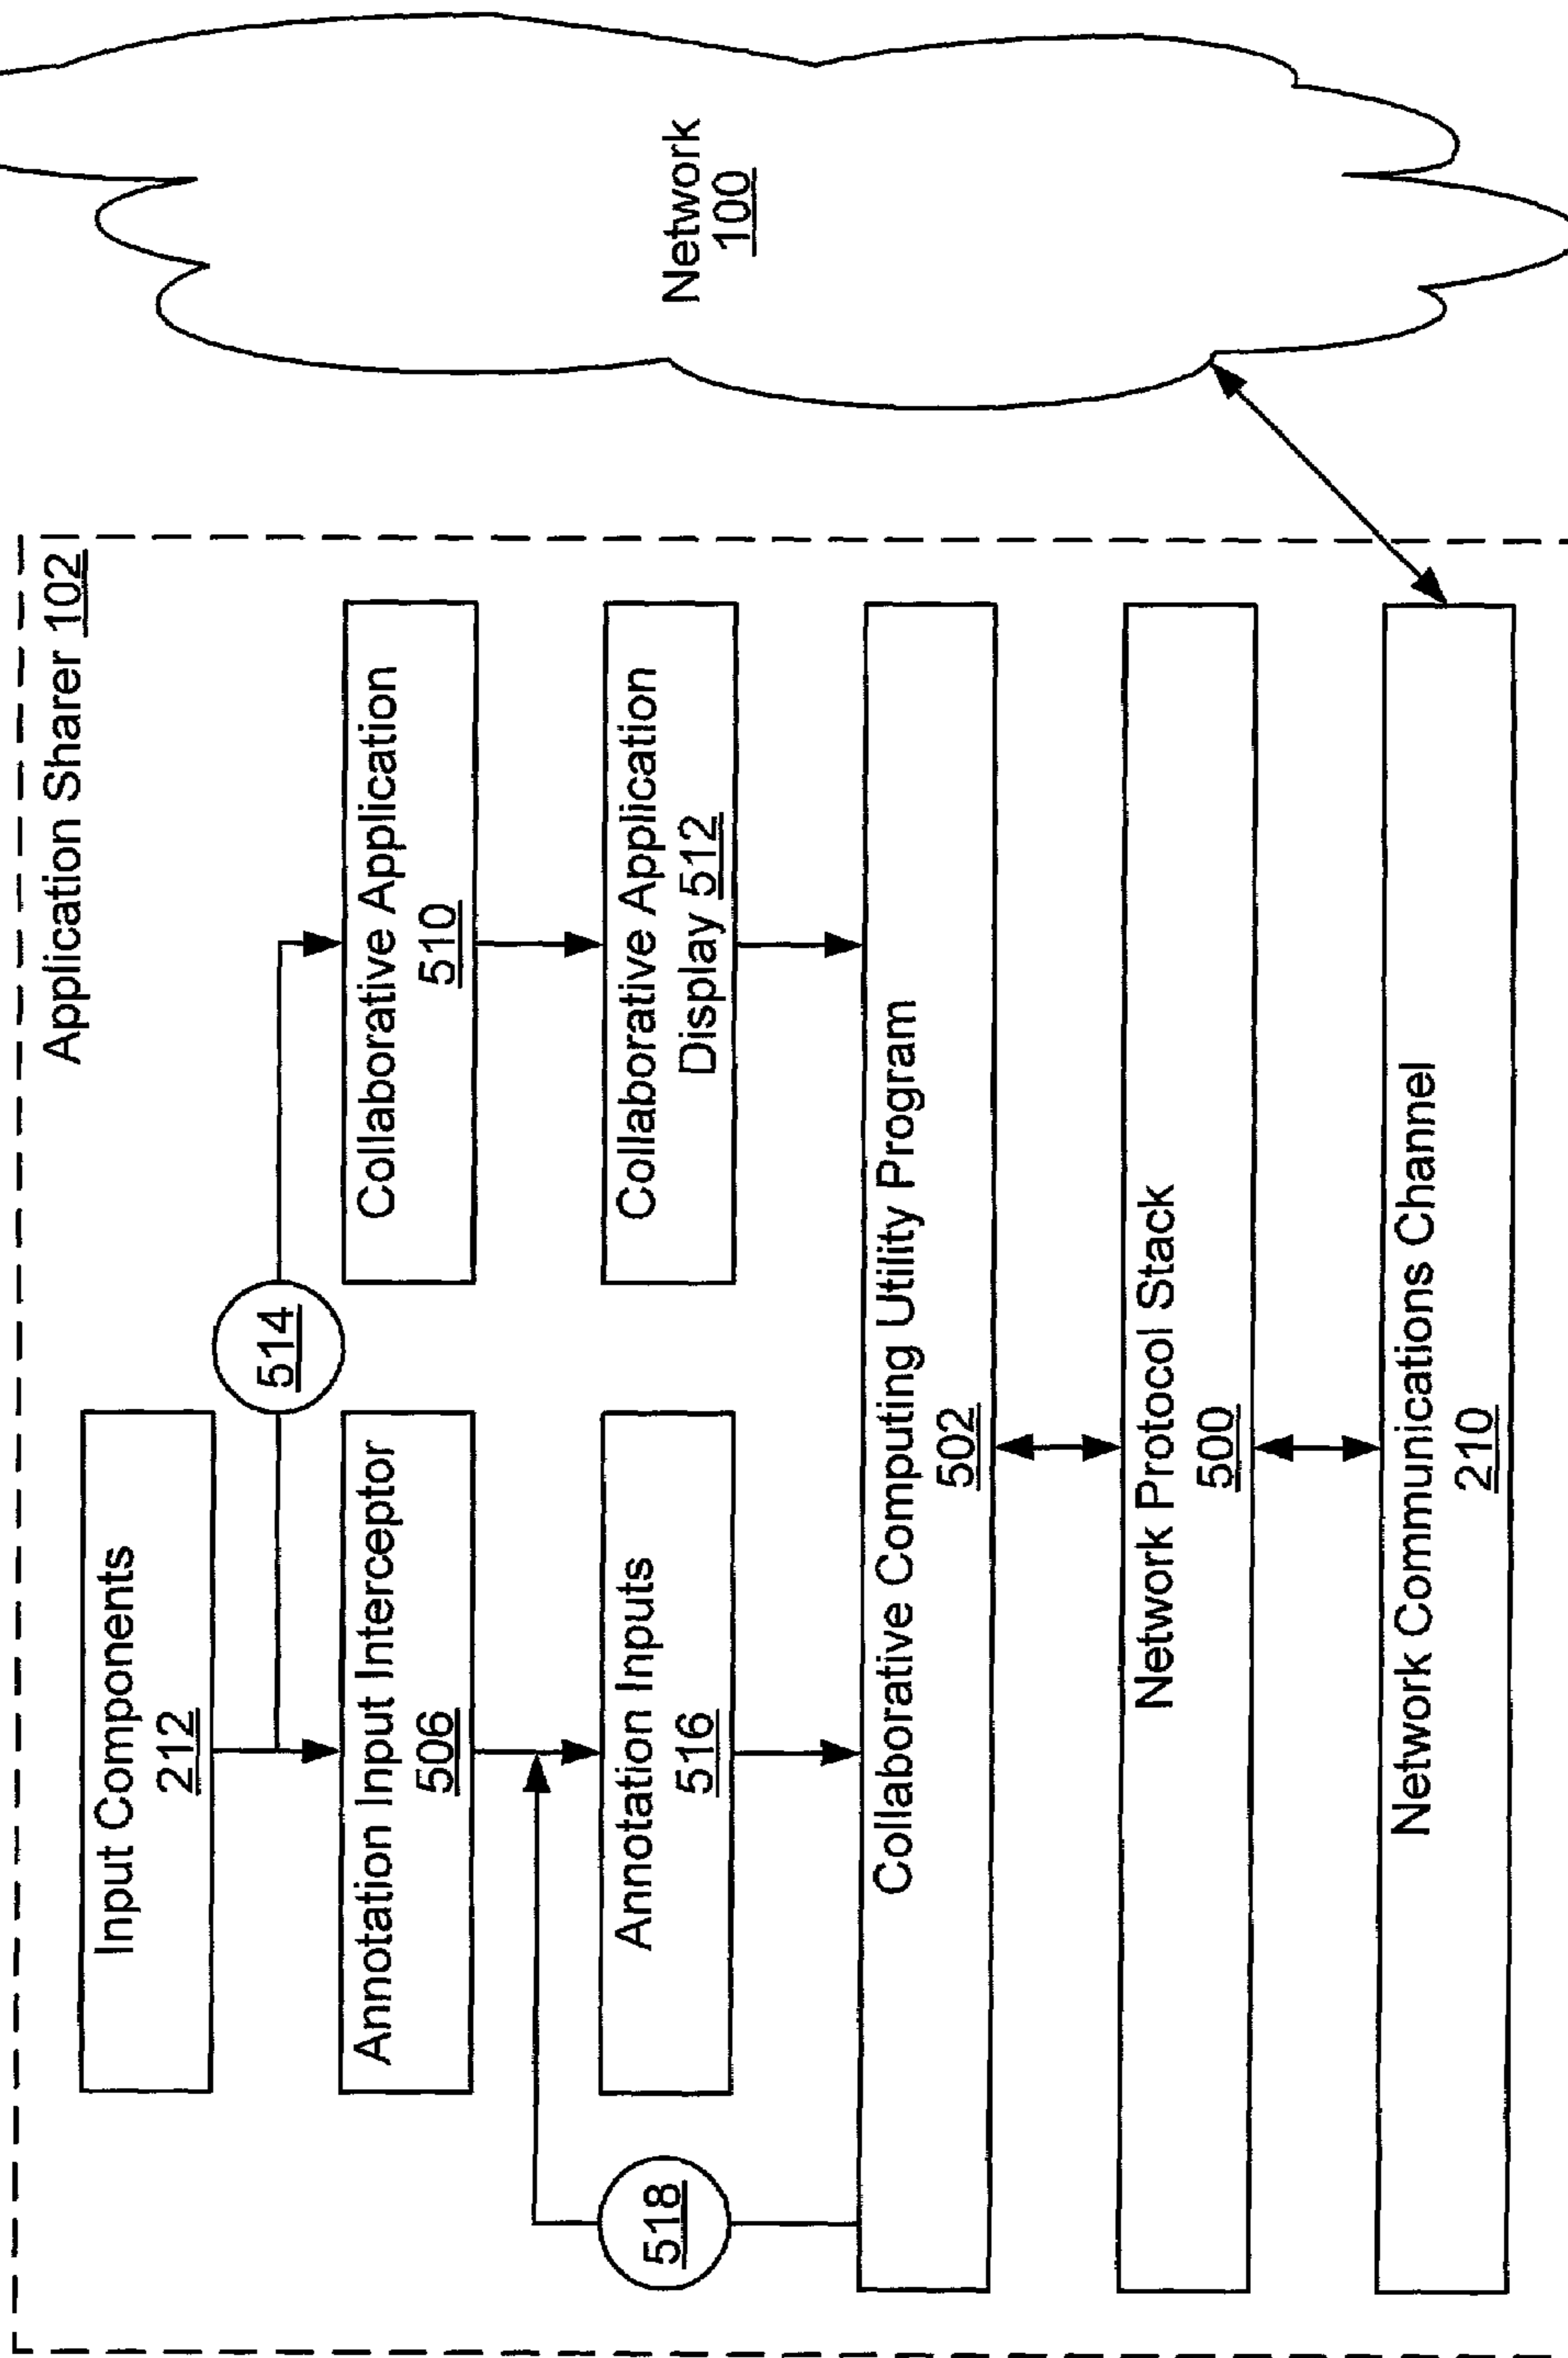 Application Sharer 102
Network
100
Input Components
212
514
Annotation Input Interceptor
506
Collaborative Application
510
518
Annotation Inputs
516
Collaborative Application
Display 512
Collaborative Computing Utility Program
502
Network Protocol Stack
500
Network Communications Channel
210